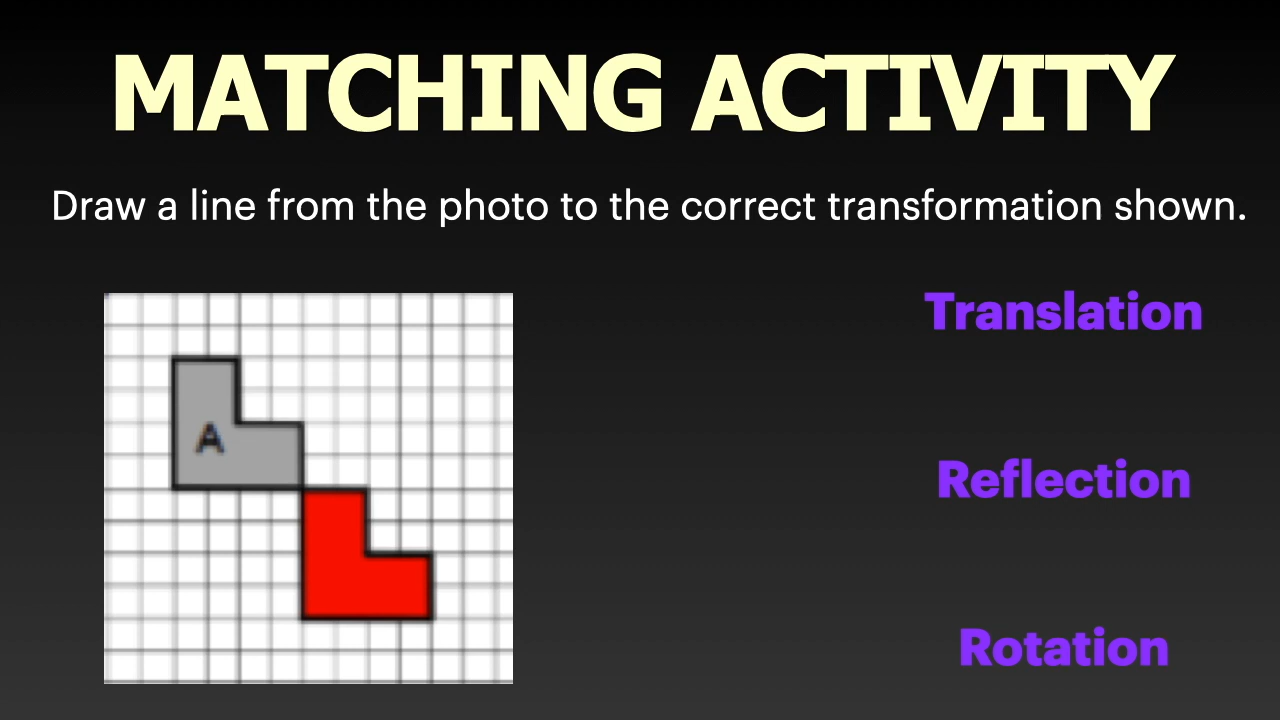 MATCHING ACTIVITY
Draw a line from the photo to the correct transformation shown.
Translation
A
Reflection
Rotation